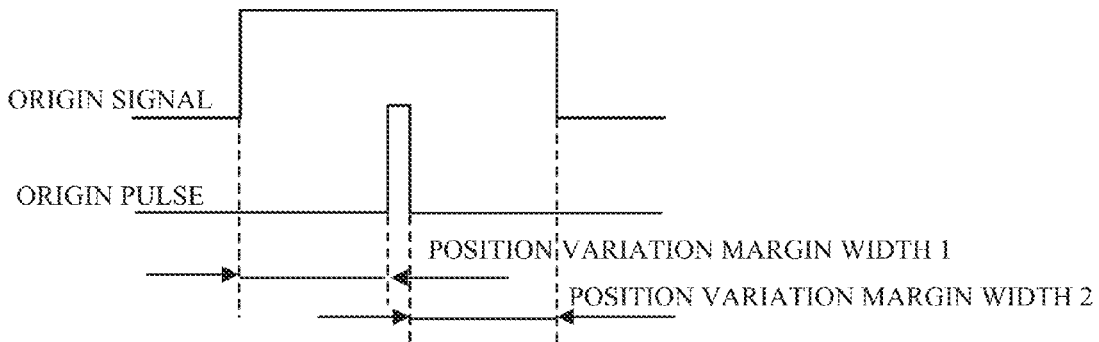 ORIGIN SIGNAL
ORIGIN PULSE
POSITION VARIATION MARGIN WIDTH 1
POSITION VARIATION MARGIN WIDTH 2